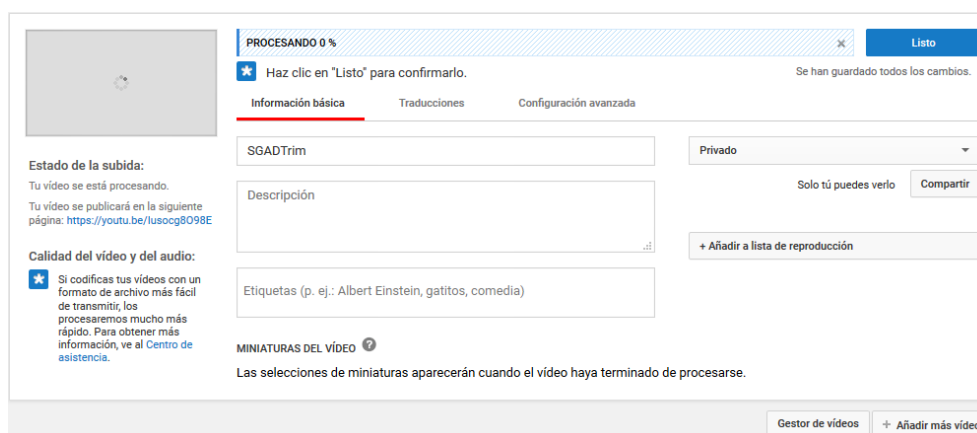 PROCESANDO 0 %
×
Listo
Haz clic en "Listo" para confirmarlo.
Se han guardado todos los cambios.
Información básica
Traducciones
Configuración avanzada
SGADTrim
Privado
Descripción
Solo tú puedes verlo
Compartir
+ Añadir a lista de reproducción
Etiquetas (p. ej.: Albert Einstein, gatitos, comedia)
MINIATURAS DEL VÍDEO ?
Las selecciones de miniaturas aparecerán cuando el vídeo haya terminado de procesarse.
Estado de la subida:
Tu vídeo se está procesando.
Tu vídeo se publicará en la siguiente
página: https://youtu.be/Iusocg8O98E
Calidad del vídeo y del audio:
Si codificas tus vídeos con un
formato de archivo más fácil
de transmitir, los
procesaremos mucho más
rápido. Para obtener más
información, ve al Centro de
asistencia.
Gestor de vídeos
+ Añadir más víde